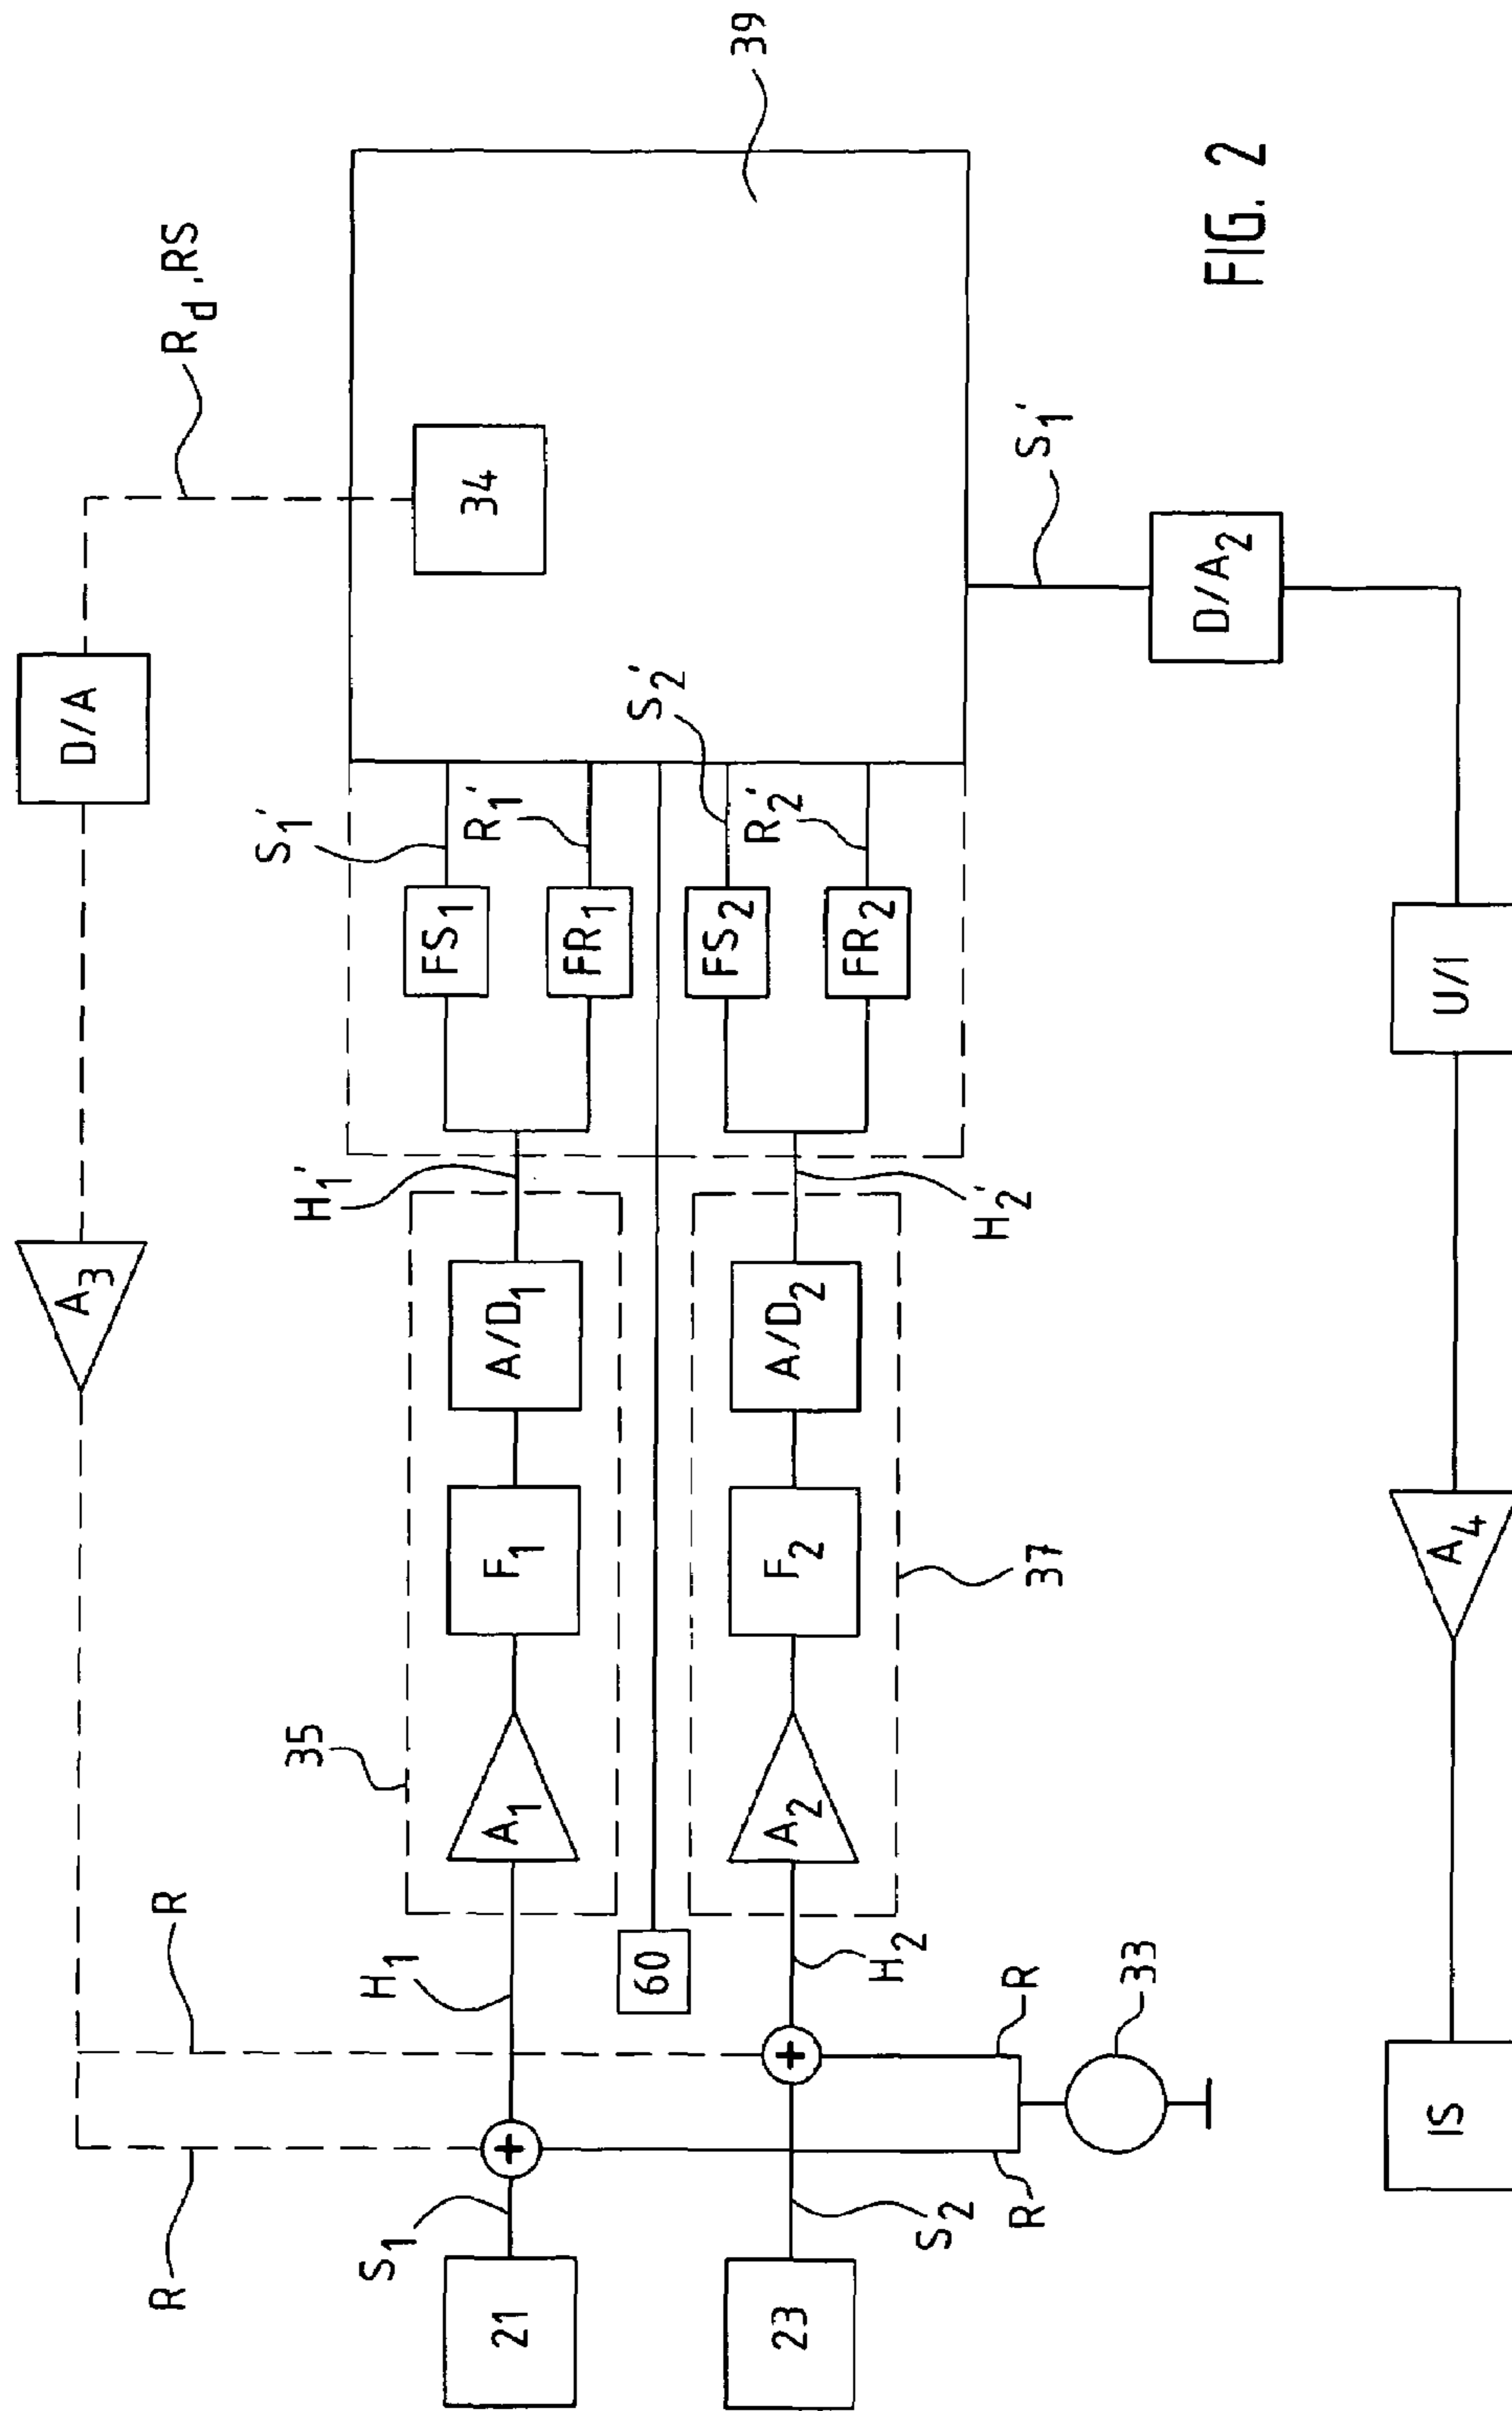 D/A
A3
Rd,RS
R
R
35
H1
H1'
S1'
39
34
S1
21
+
A1
F1
A/D1
FS1
R1'
FR1
60
S2'
23
+
A2
F2
A/D2
FS2
R2'
FR2
S2
H2
H2'
37
R
R
33
S1'
D/A2
FIG. 2
IS
A4
U/I